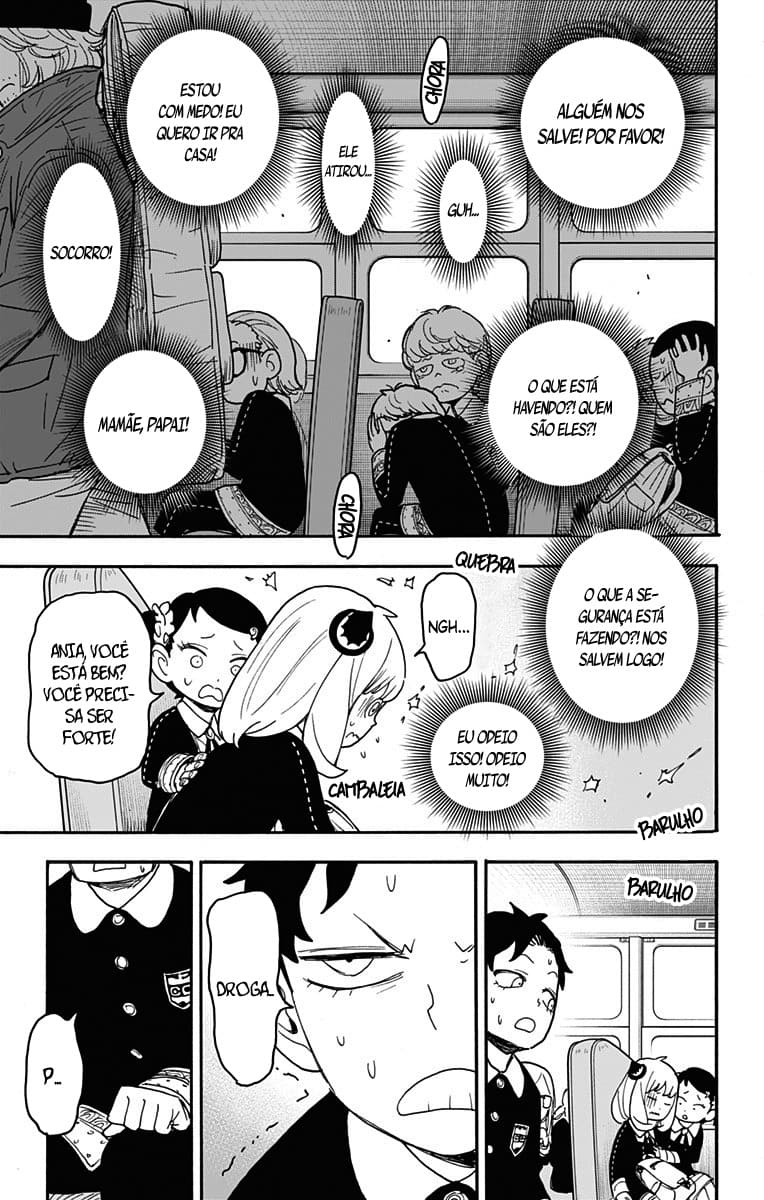 CHORA
ALGUÉM NOS
SALVE! POR FAVOR!
GUH...
ELE
ATIROU...
ESTOU
COM MEDO! EU
QUERO IR PRA
CASA!
SOCORRO!
O QUE ESTÁ
HAVENDO?! QUEM
SÃO ELES?!
MAMÃE, PAPAI!
CHORA
O QUE A SE-
GURANÇA ESTÁ
FAZENDO?! NOS
SALVEM LOGO!
QUEBRA
NGH...
EU ODEIO
ISSO! ODEIO
MUITO!
ANIA, VOCÊ
ESTÁ BEM?
VOCÊ PRECI-
SA SER
FORTE!
CAMBALEIA
BARULHO
BARULHO
DROGA...
P...